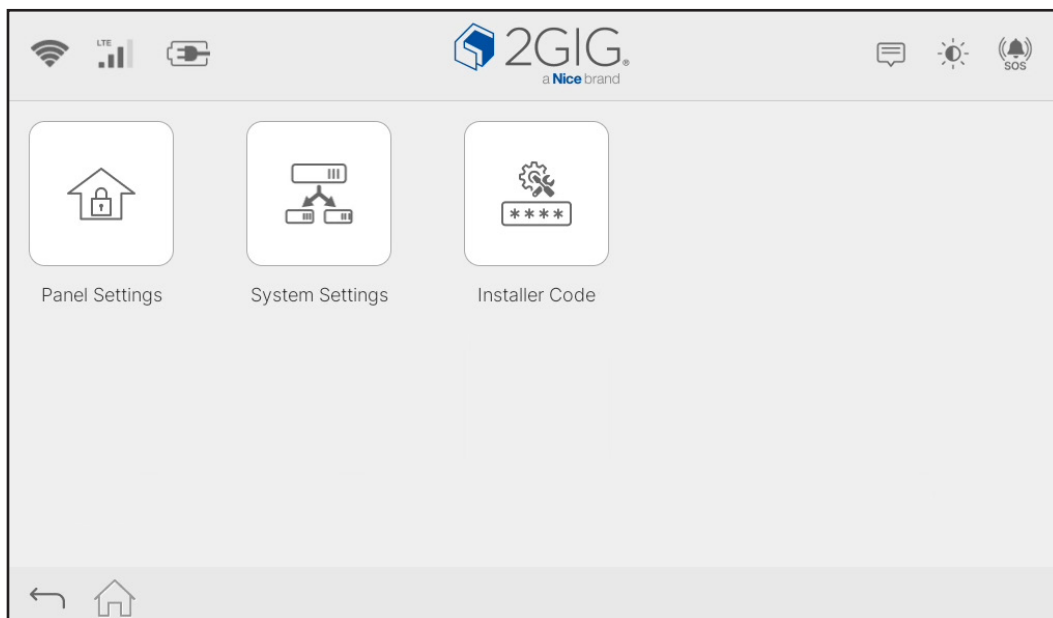 LTE
2GIG.
a Nice brand
SOS
****
Panel Settings
System Settings
Installer Code